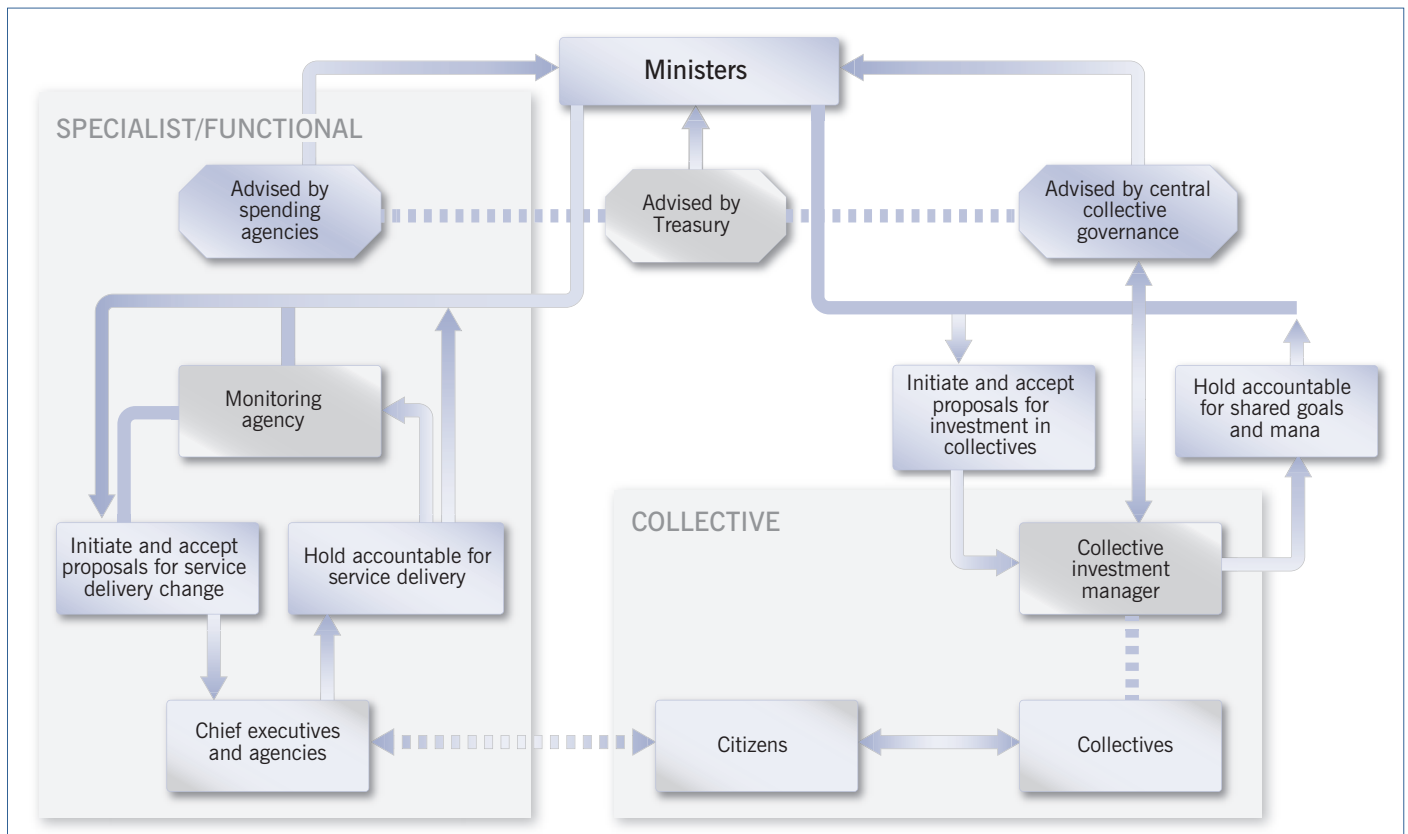 Ministers
SPECIALIST/FUNCTIONAL
Advised by
spending
agencies
Advised by
Treasury
Advised by central
collective
governance
Monitoring
agency
Initiate and accept
proposals for
investment in
collectives
Hold accountable
for shared goals
and mana
Initiate and accept
proposals for service
delivery change
Hold accountable for
service delivery
COLLECTIVE
Collective
investment
manager
Chief executives
and agencies
Citizens
Collectives